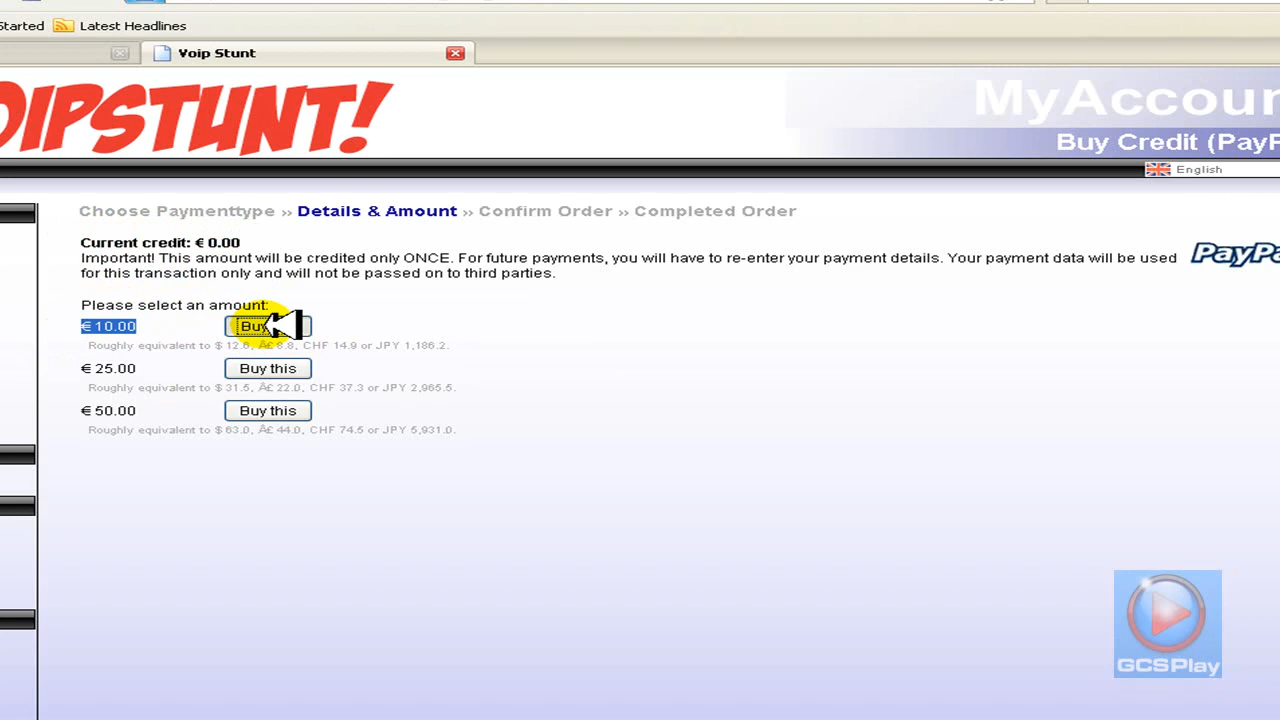 Started Latest Headlines
Voip Stunt
OIPSTUNT!
MyAccoun
Buy Credit (PayP
English
Choose Paymenttype » Details & Amount » Confirm Order » Completed Order
Current credit: € 0.00
Important! This amount will be credited only ONCE. For future payments, you will have to re-enter your payment details. Your payment data will be used
for this transaction only and will not be passed on to third parties.
PayPa
Please select an amount:
€ 10.00 Buy
Roughly equivalent to $ 12.6, Â£ 8.8, CHF 14.9 or JPY 1,186.2.
€ 25.00 Buy this
Roughly equivalent to $ 31.5, Â£ 22.0, CHF 37.3 or JPY 2,965.5.
€ 50.00 Buy this
Roughly equivalent to $ 63.0, Â£ 44.0, CHF 74.5 or JPY 5,931.0.
GCSPlay